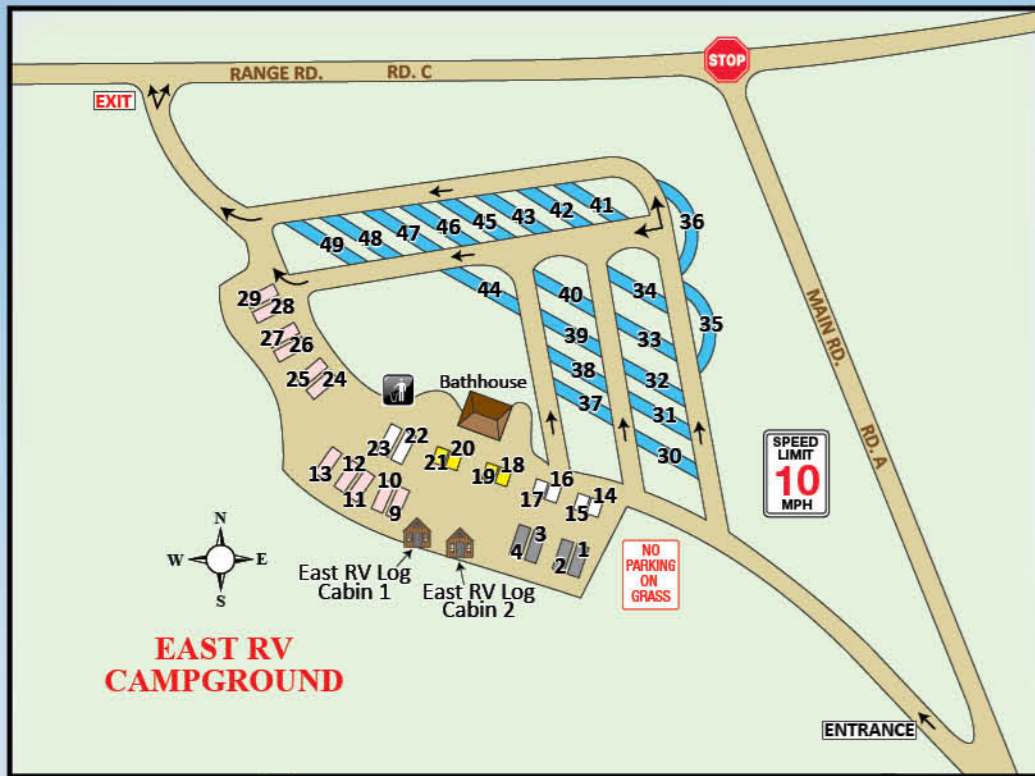 STOP
RANGE RD. RD. C
EXIT
41
42
43
45
46
47
48
49
36
44
40
34
35
39
33
38
32
37
31
30
MAIN RD. RD. A
29
28
27
26
25
24
Bathhouse
23
22
21
20
19
18
17
16
15
14
13
12
11
10
9
4
3
2
1
SPEED
LIMIT
10
MPH
N
W E
S
East RV Log
Cabin 1
East RV Log
Cabin 2
NO
PARKING
ON
GRASS
EAST RV
CAMPGROUND
ENTRANCE